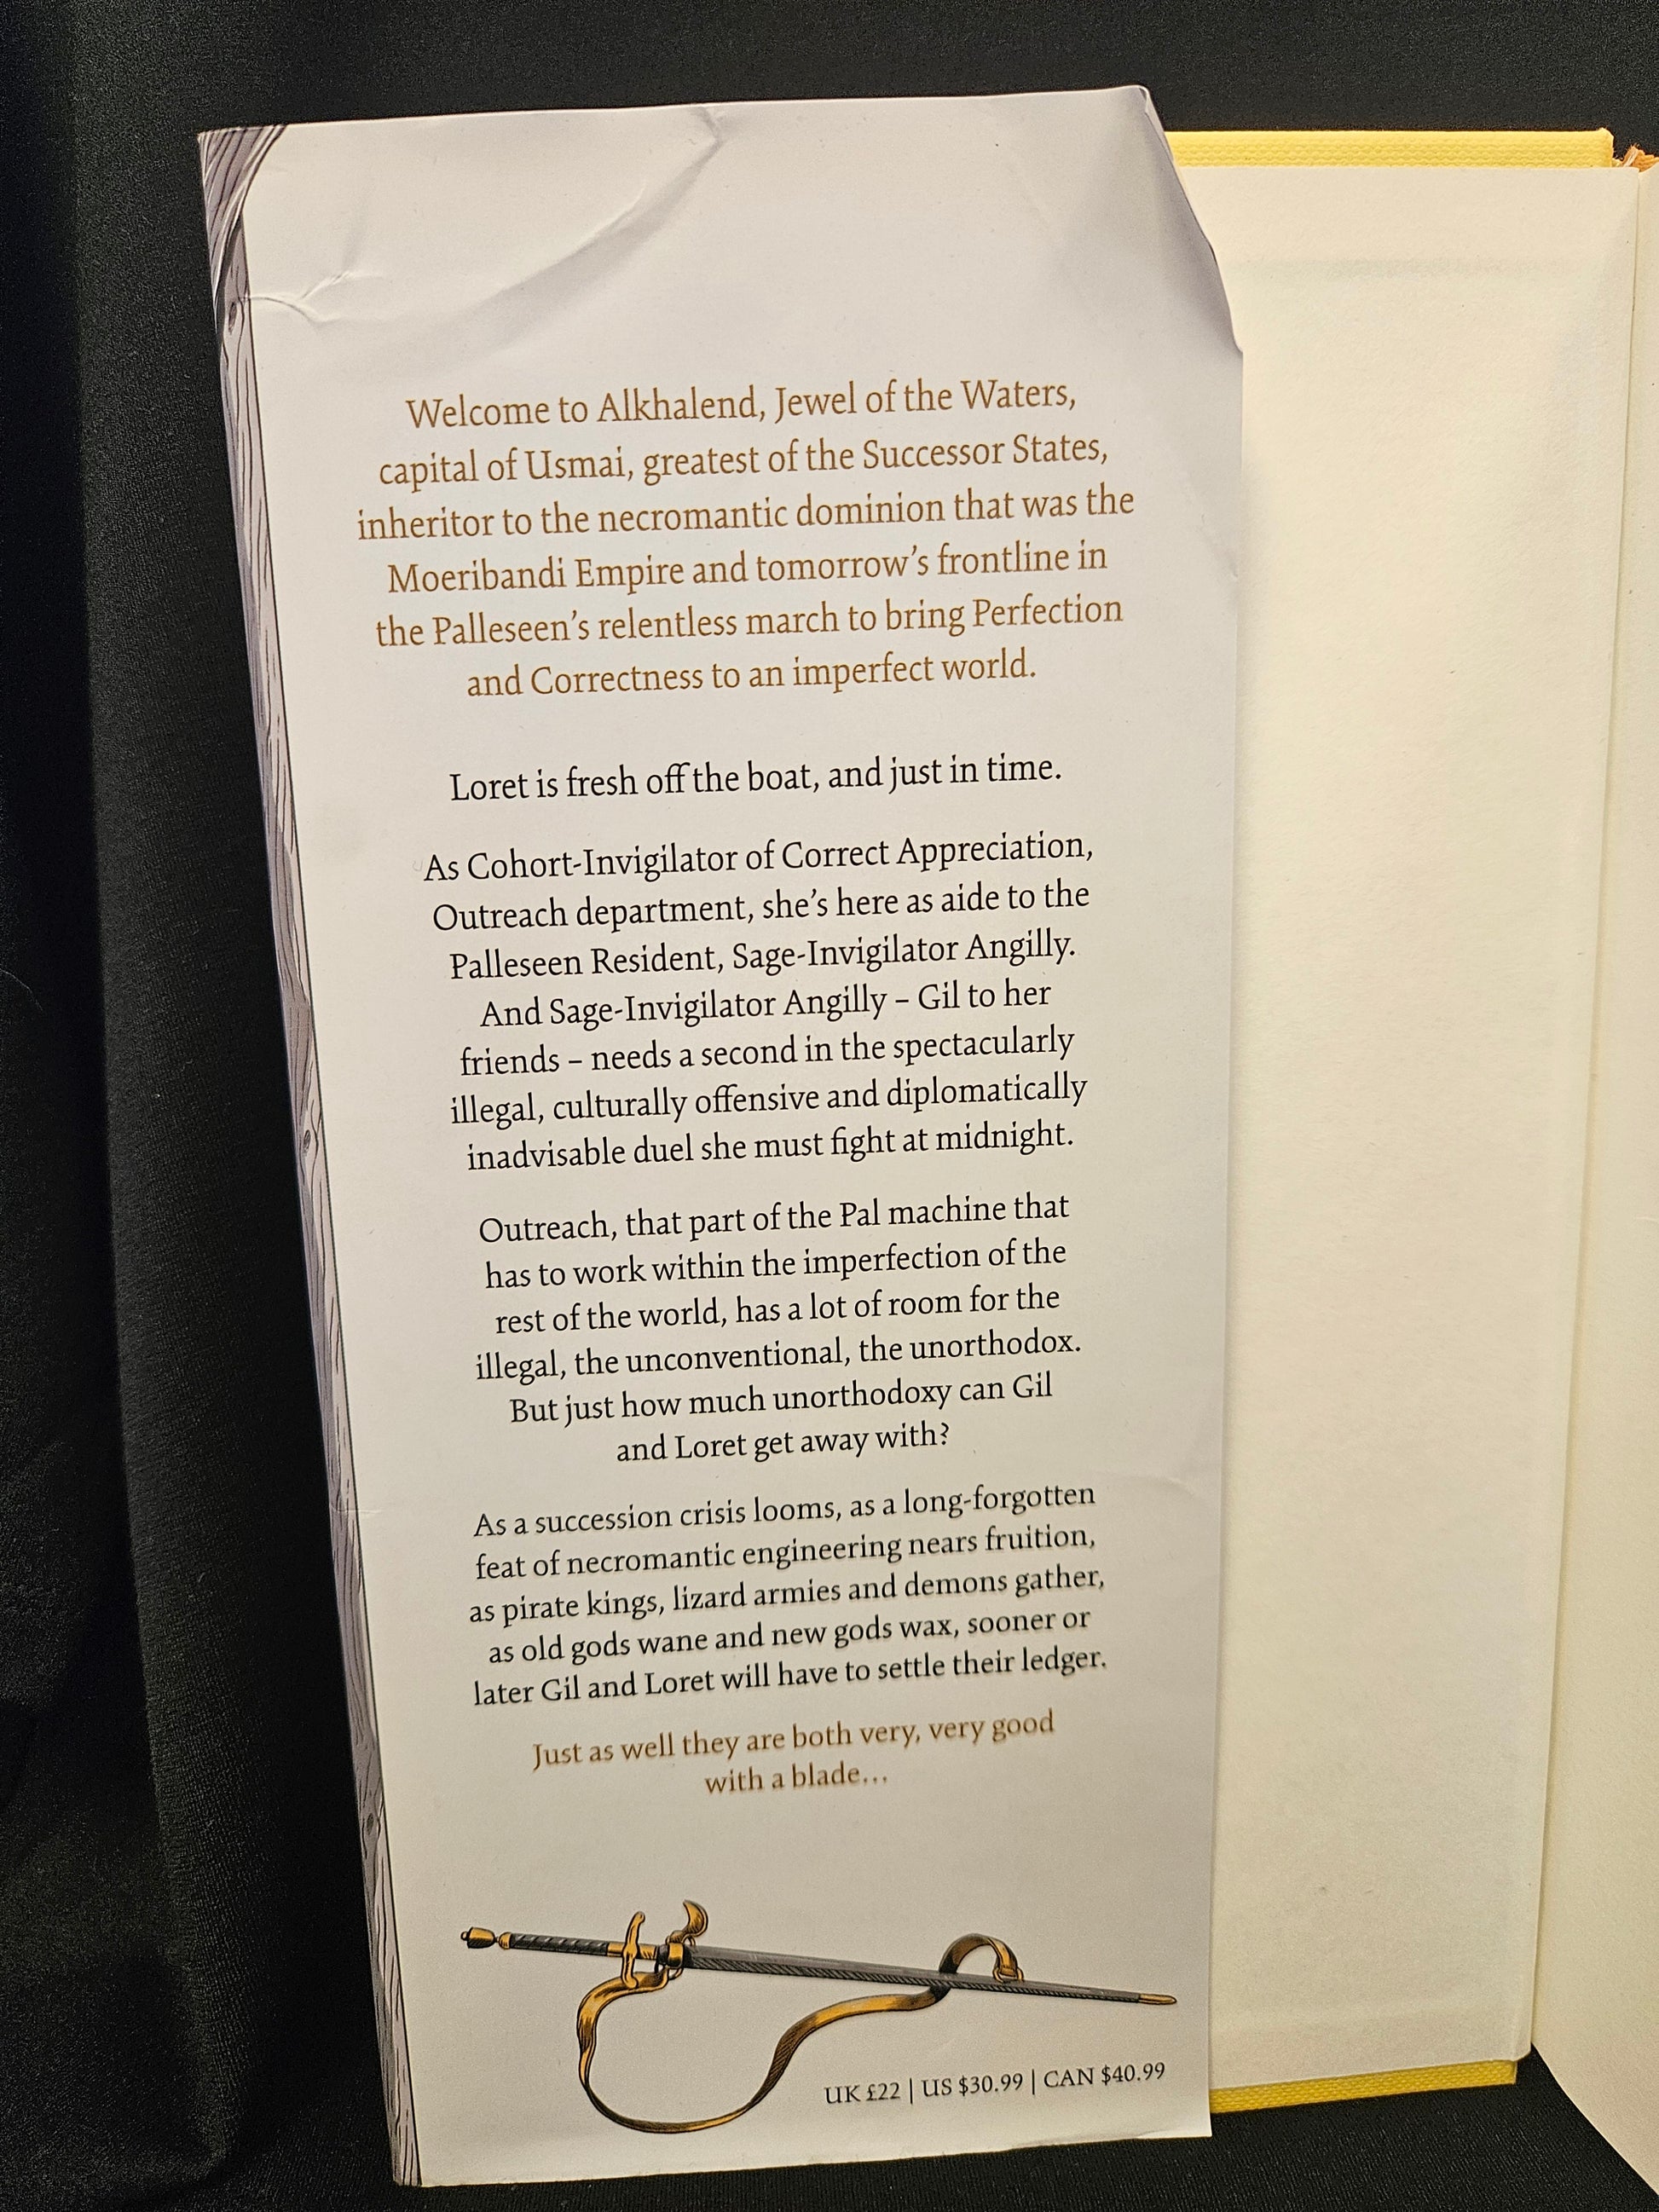 Welcome to Alkhalend, Jewel of the Waters,
capital of Usmai, greatest of the Successor States,
inheritor to the necromantic dominion that was the
Moeribandi Empire and tomorrow’s frontline in
the Palleseen’s relentless march to bring Perfection
and Correctness to an imperfect world.
Loret is fresh off the boat, and just in time.
As Cohort-Invigilator of Correct Appreciation,
Outreach department, she’s here as aide to the
Palleseen Resident, Sage-Invigilator Angilly.
And Sage-Invigilator Angilly – Gil to her
friends – needs a second in the spectacularly
illegal, culturally offensive and diplomatically
inadvisable duel she must fight at midnight.
Outreach, that part of the Pal machine that
has to work within the imperfection of the
rest of the world, has a lot of room for the
illegal, the unconventional, the unorthodox.
But just how much unorthodoxy can Gil
and Loret get away with?
As a succession crisis looms, as a long-forgotten
feat of necromantic engineering nears fruition,
as pirate kings, lizard armies and demons gather,
as old gods wane and new gods wax, sooner or
later Gil and Loret will have to settle their ledger.
Just as well they are both very, very good
with a blade…
UK £22 | US $30.99 | CAN $40.99